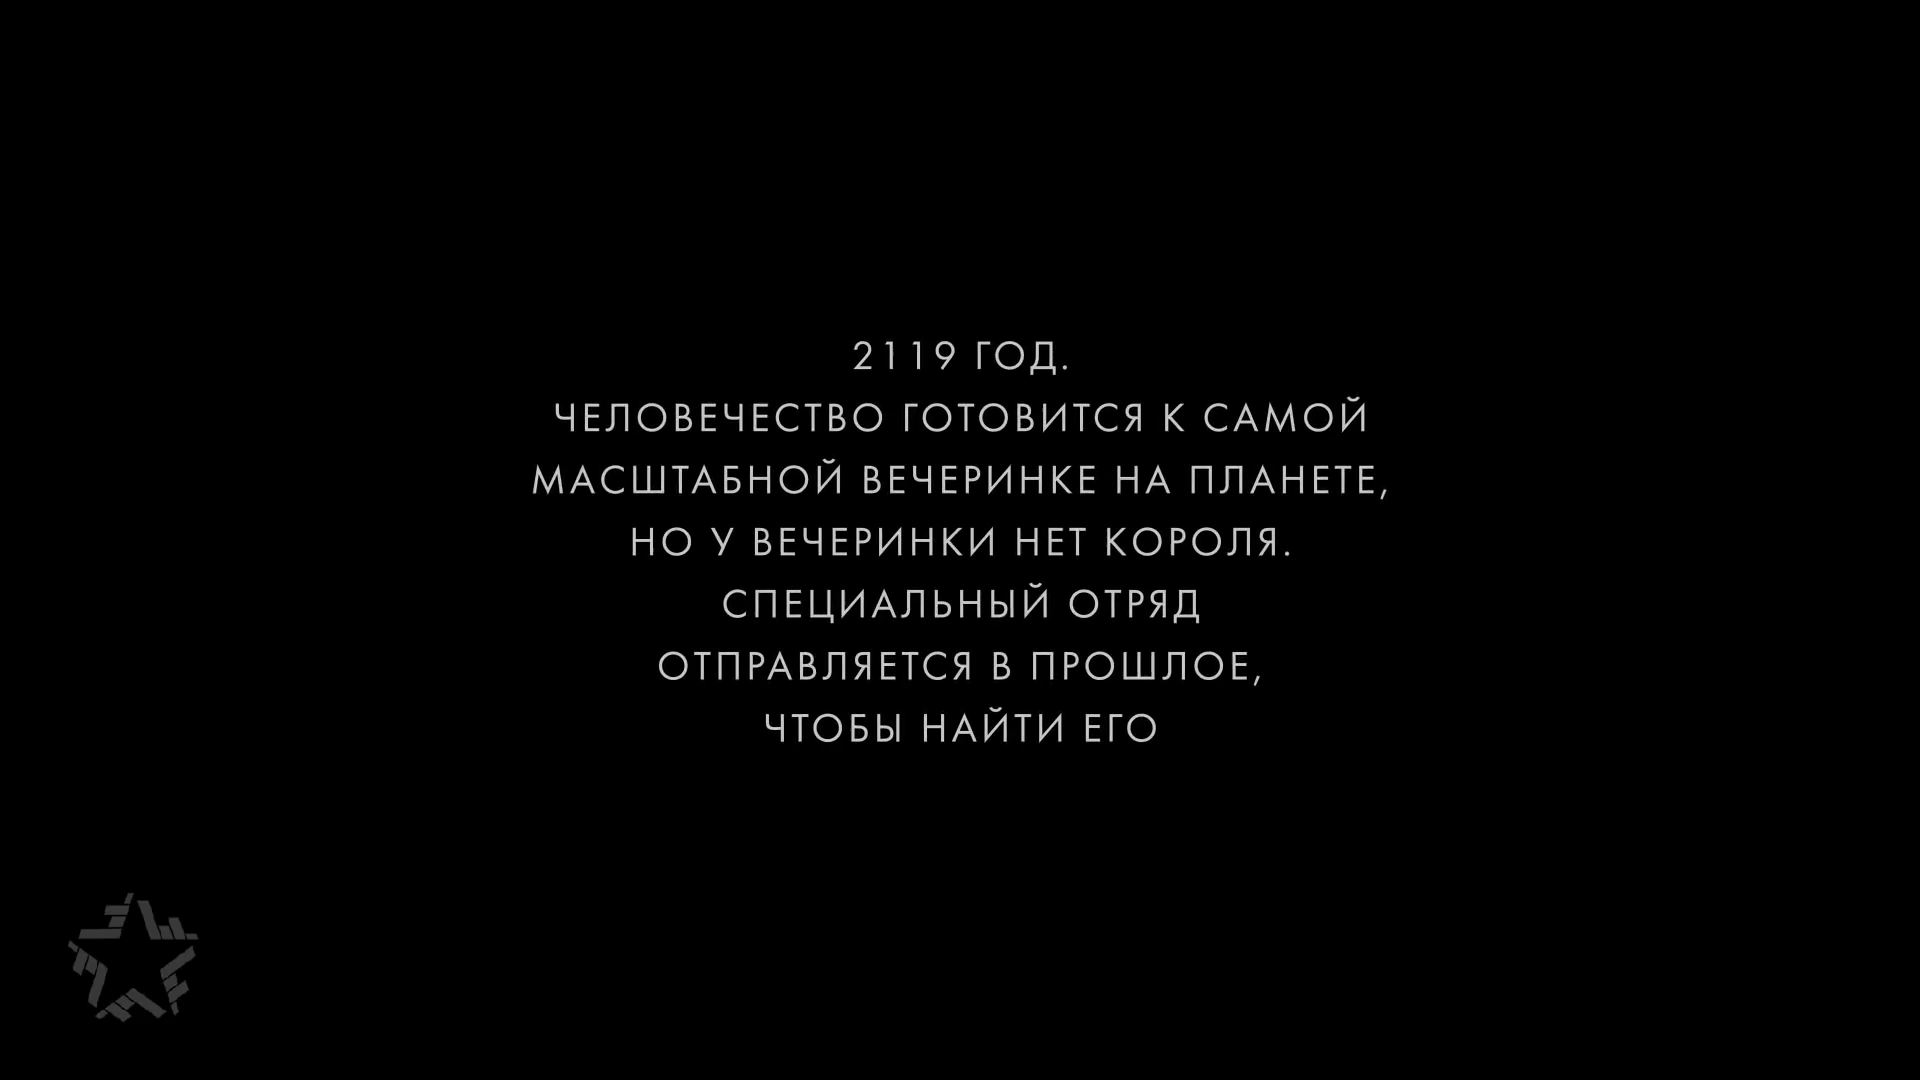 2119 ГОД.
ЧЕЛОВЕЧЕСТВО ГОТОВИТСЯ К САМОЙ
МАСШТАБНОЙ ВЕЧЕРИНКЕ НА ПЛАНЕТЕ,
НО У ВЕЧЕРИНКИ НЕТ КОРОЛЯ.
СПЕЦИАЛЬНЫЙ ОТРЯД
ОТПРАВЛЯЕТСЯ В ПРОШЛОЕ,
ЧТОБЫ НАЙТИ ЕГО